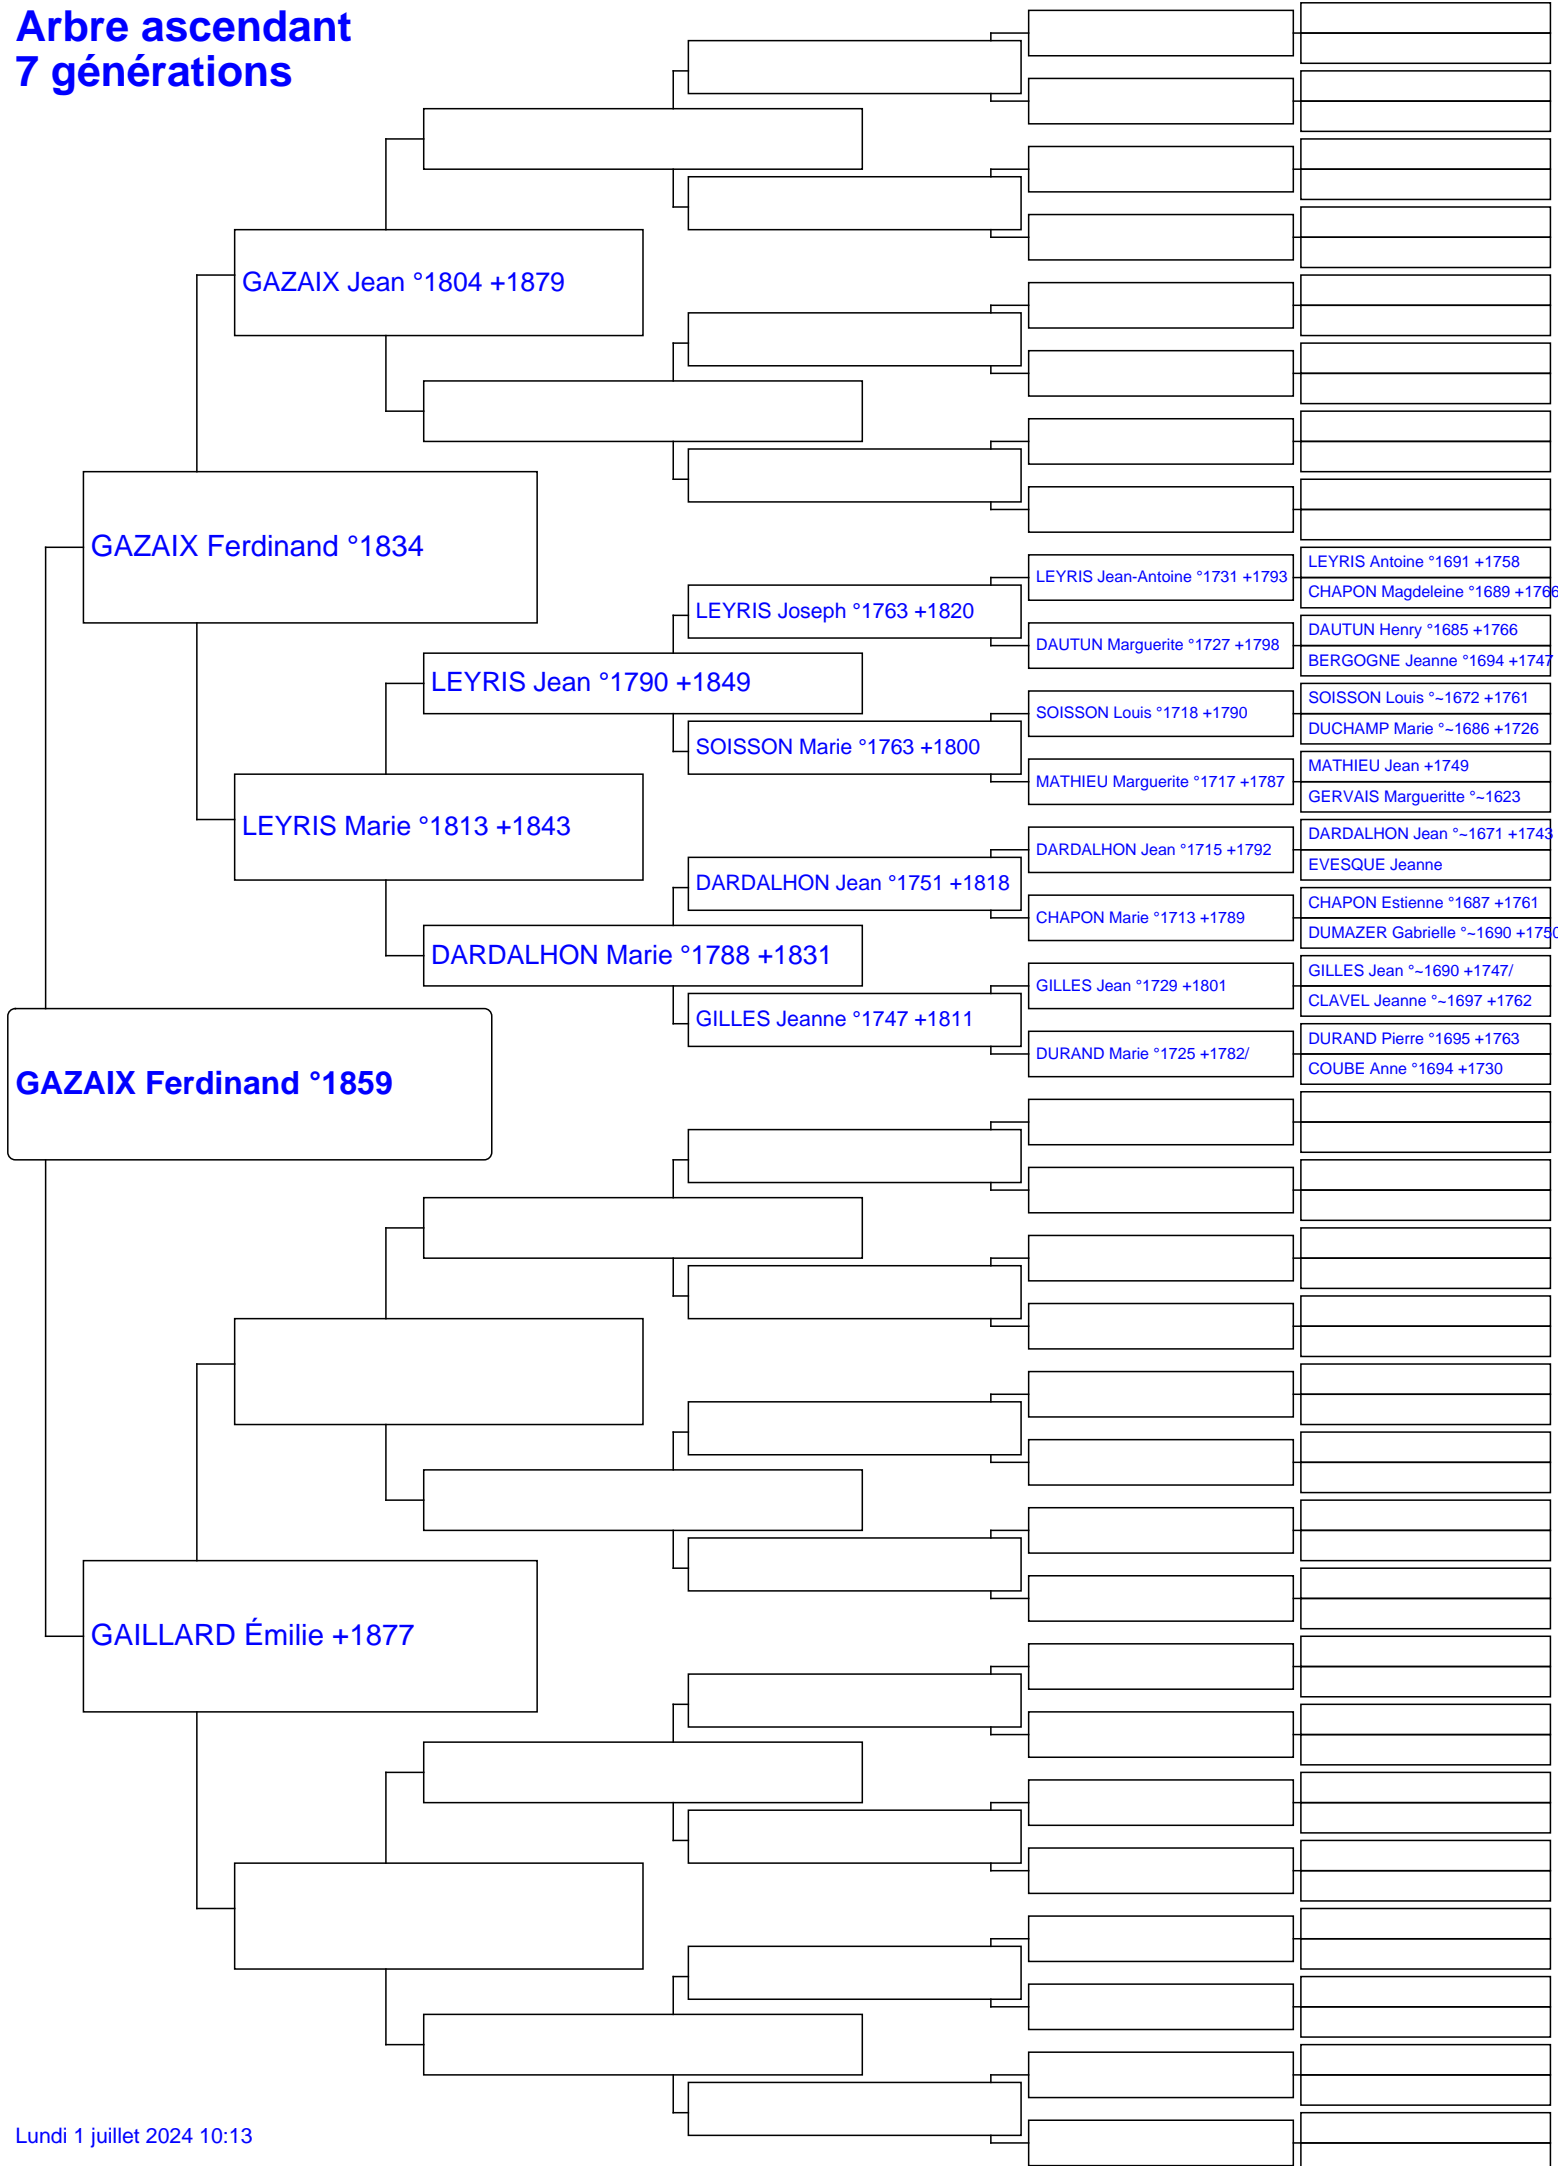 Arbre ascendant
7 générations
GAZAIX Jean °1804 +1879
GAZAIX Ferdinand °1834
LEYRIS Antoine °1691 +1758
LEYRIS Jean-Antoine °1731 +1793
CHAPON Magdeleine °1689 +1766
LEYRIS Joseph °1763 +1820
DAUTUN Henry °1685 +1766
DAUTUN Marguerite °1727 +1798
BERGOGNE Jeanne °1694 +1747
LEYRIS Jean °1790 +1849
SOISSON Louis °~1672 +1761
SOISSON Louis °1718 +1790
DUCHAMP Marie °~1686 +1726
SOISSON Marie °1763 +1800
MATHIEU Jean +1749
MATHIEU Marguerite °1717 +1787
GERVAIS Margueritte °~1623
LEYRIS Marie °1813 +1843
DARDALHON Jean °~1671 +1743
DARDALHON Jean °1715 +1792
EVESQUE Jeanne
DARDALHON Jean °1751 +1818
CHAPON Estienne °1687 +1761
CHAPON Marie °1713 +1789
DUMAZER Gabrielle °~1690 +1750
DARDALHON Marie °1788 +1831
GILLES Jean °~1690 +1747/
GILLES Jean °1729 +1801
CLAVEL Jeanne °~1697 +1762
GILLES Jeanne °1747 +1811
DURAND Pierre °1695 +1763
DURAND Marie °1725 +1782/
COUBE Anne °1694 +1730
GAZAIX Ferdinand °1859
GAILLARD Émilie +1877
Lundi 1 juillet 2024 10:13